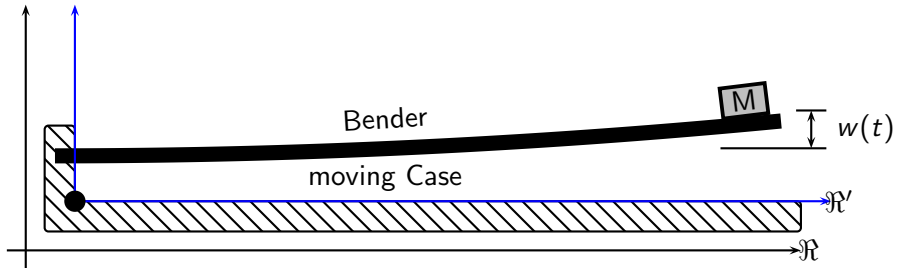 M
Bender
w(t)
moving Case
ℜ′
ℜ